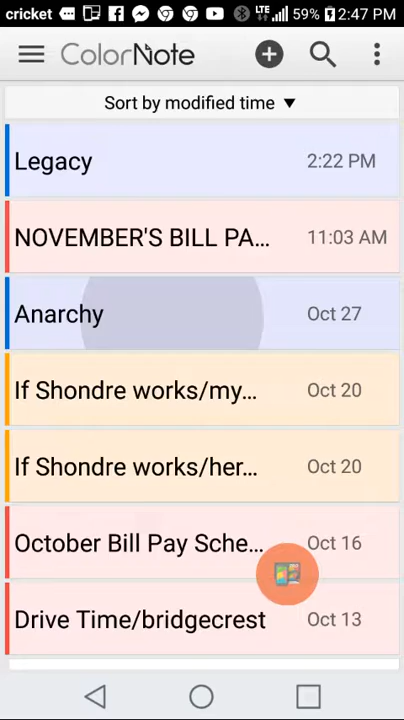 cricket LTE 59% 2:47 PM
ColorNote
Sort by modified time ▼
Legacy 2:22 PM
NOVEMBER'S BILL PA... 11:03 AM
Anarchy Oct 27
If Shondre works/my... Oct 20
If Shondre works/her... Oct 20
October Bill Pay Sche... Oct 16
Drive Time/bridgecrest Oct 13